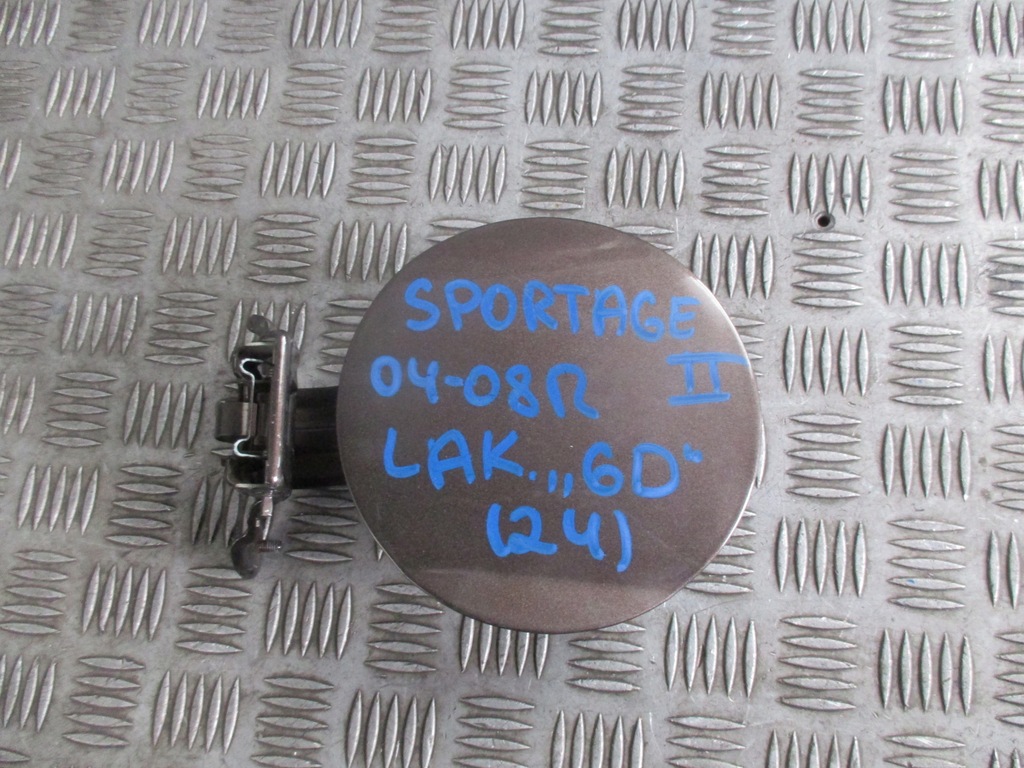 SPORTAGE
04-08R II
LAK. „6D“
(24)